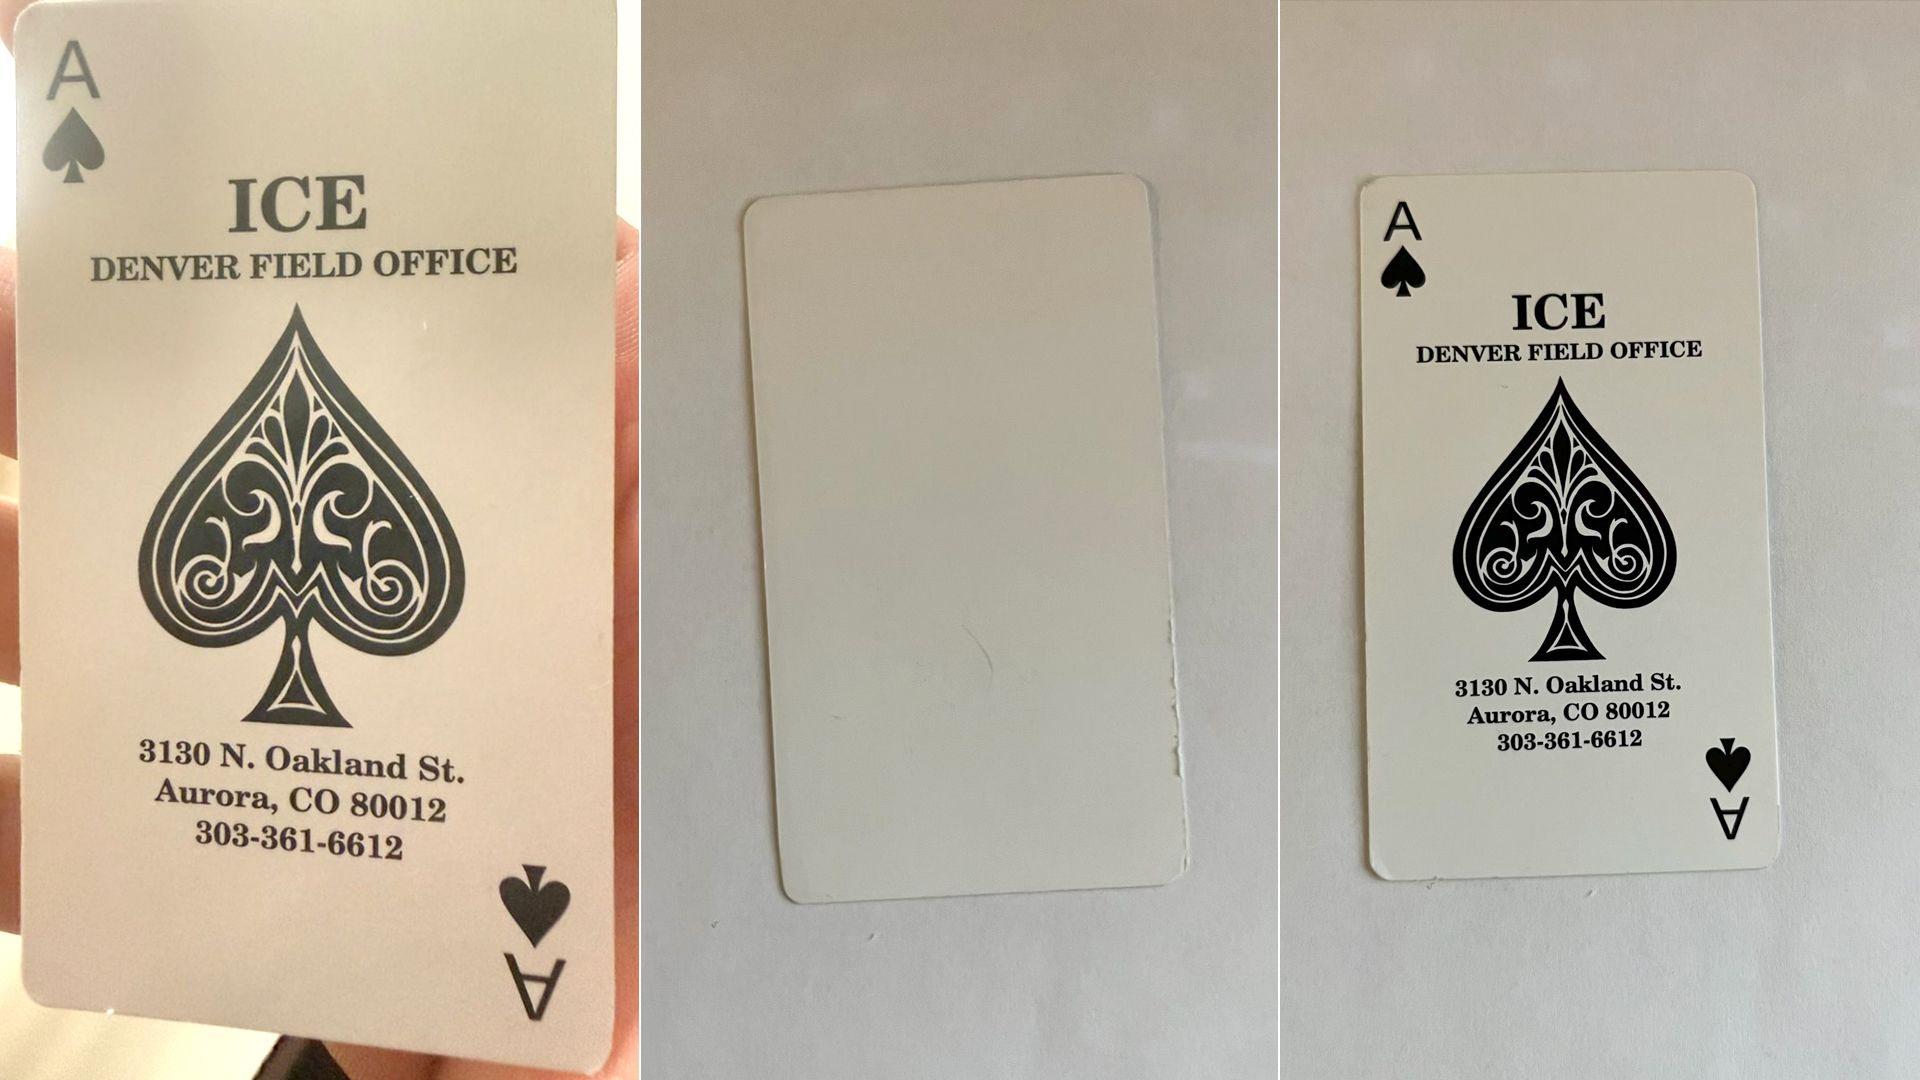 A
ICE
DENVER FIELD OFFICE
3130 N. Oakland St.
Aurora, CO 80012
303-361-6612
A
A
ICE
DENVER FIELD OFFICE
3130 N. Oakland St.
Aurora, CO 80012
303-361-6612
A